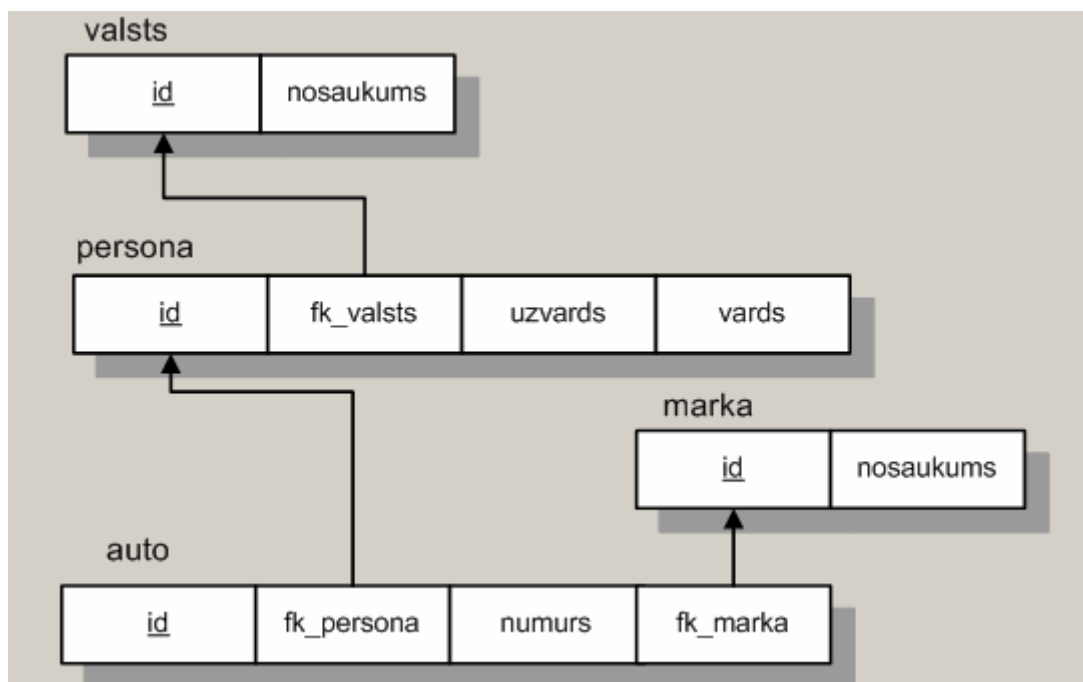 valsts
id nosaukums
persona
id fk_valsts uzvards vards
marka
id nosaukums
auto
id fk_persona numurs fk_marka